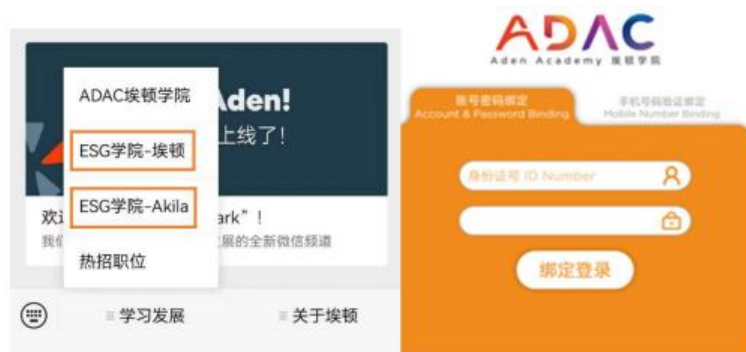 ADAC埃顿学院
ESG学院-埃顿
ESG学院-Akila
热招职位
Aden!
上线了!
欢
ark”!
我们
发展的全新微信频道
学习发展
关于埃顿
ADAC
Aden Academy 埃顿学院
账号密码绑定
Account & Password Binding
手机号码验证绑定
Mobile Number Binding
身份证号 ID Number
绑定登录